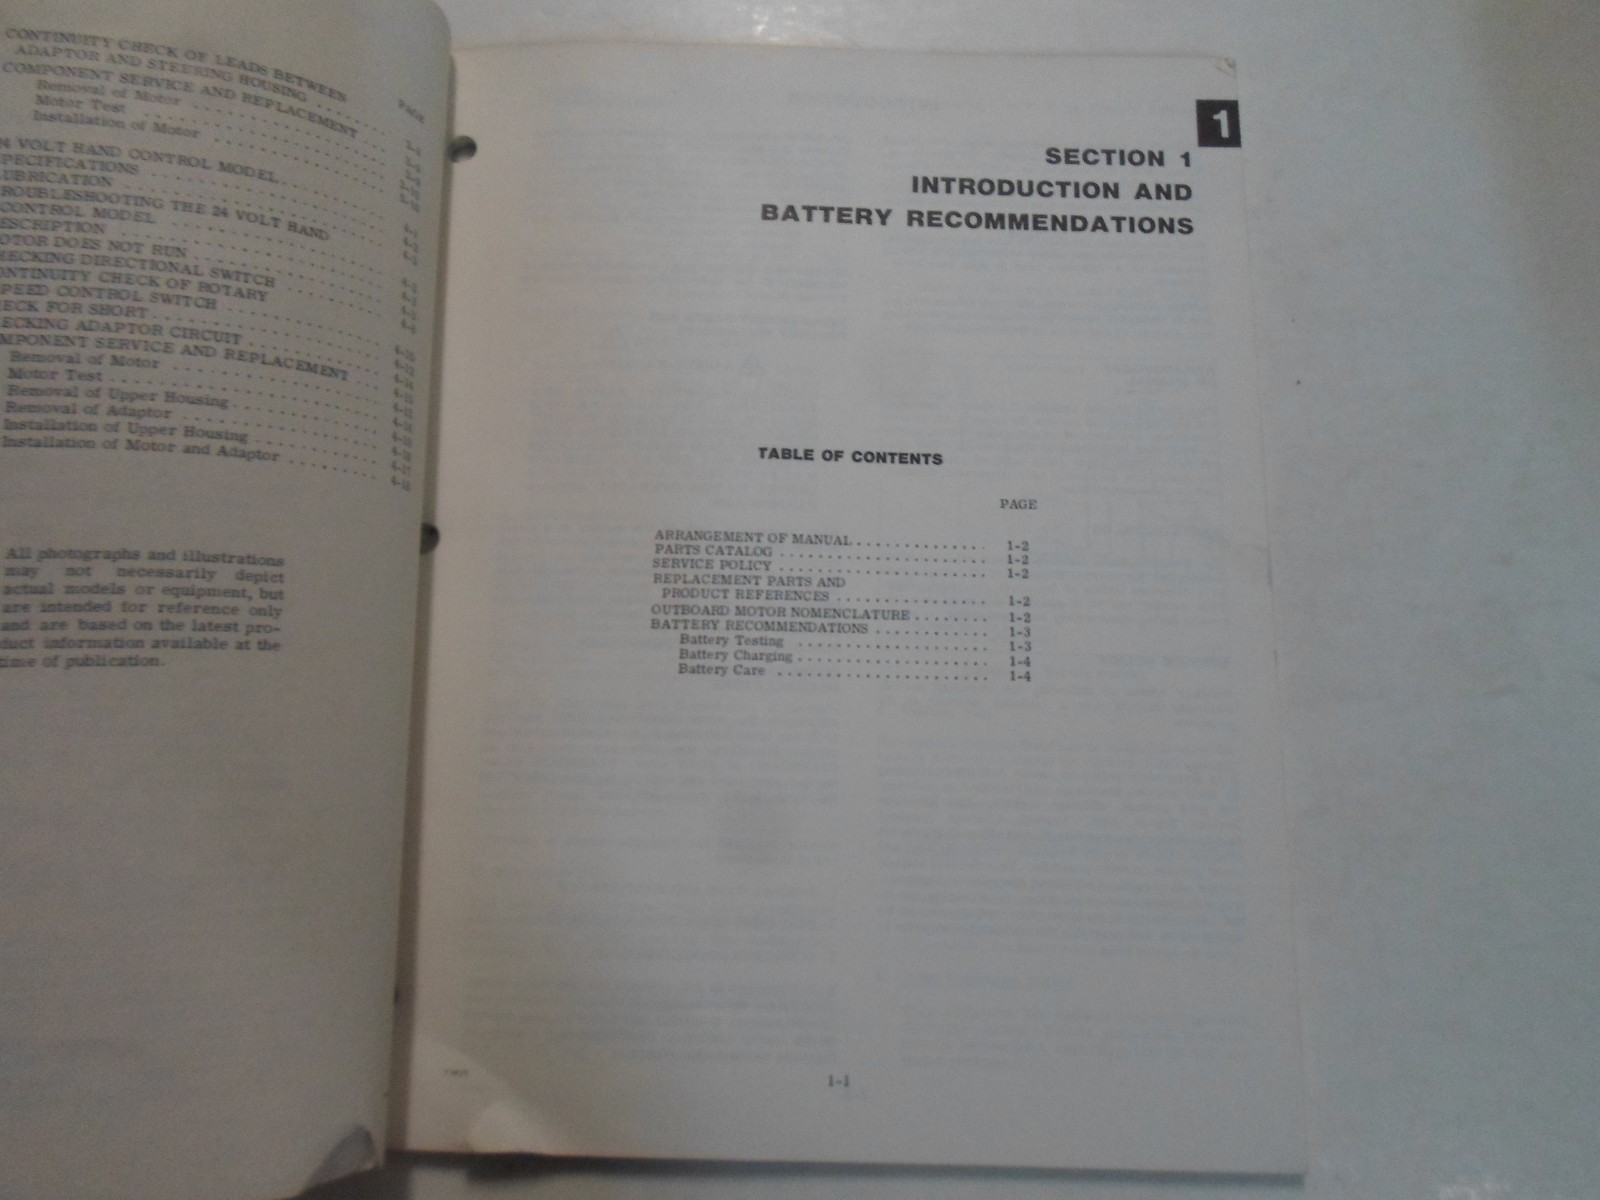 CONTINUITY CHECK OF LEADS BETWEEN
ADAPTOR AND STEERING HOUSING
COMPONENT SERVICE AND REPLACEMENT
Removal of Motor
Motor Test
Installation of Motor
PAGE
4 VOLT HAND CONTROL MODEL
PECIFICATIONS
UBRICATION
ROUBLESHOOTING THE 24 VOLT HAND
CONTROL MODEL
ESCRIPTION
OTOR DOES NOT RUN
HECKING DIRECTIONAL SWITCH
ONTINUITY CHECK OF ROTARY
PEED CONTROL SWITCH
ECK FOR SHORT
ECKING ADAPTOR CIRCUIT
MPONENT SERVICE AND REPLACEMENT
Removal of Motor
Motor Test
Removal of Upper Housing
Removal of Adaptor
Installation of Upper Housing
Installation of Motor and Adaptor
All photographs and illustrations
may not necessarily depict
actual models or equipment, but
are intended for reference only
and are based on the latest pro-
duct information available at the
time of publication.
1
SECTION 1
INTRODUCTION AND
BATTERY RECOMMENDATIONS
TABLE OF CONTENTS
PAGE
ARRANGEMENT OF MANUAL . . . . . . . . . . . . . . 1-2
PARTS CATALOG . . . . . . . . . . . . . . . . . . . . . 1-2
SERVICE POLICY . . . . . . . . . . . . . . . . . . . . . 1-2
REPLACEMENT PARTS AND
PRODUCT REFERENCES . . . . . . . . . . . . . . . 1-2
OUTBOARD MOTOR NOMENCLATURE . . . . . . . . 1-2
BATTERY RECOMMENDATIONS . . . . . . . . . . . . 1-3
Battery Testing . . . . . . . . . . . . . . . . . . . . 1-3
Battery Charging . . . . . . . . . . . . . . . . . . . . 1-4
Battery Care . . . . . . . . . . . . . . . . . . . . . . 1-4
1-1